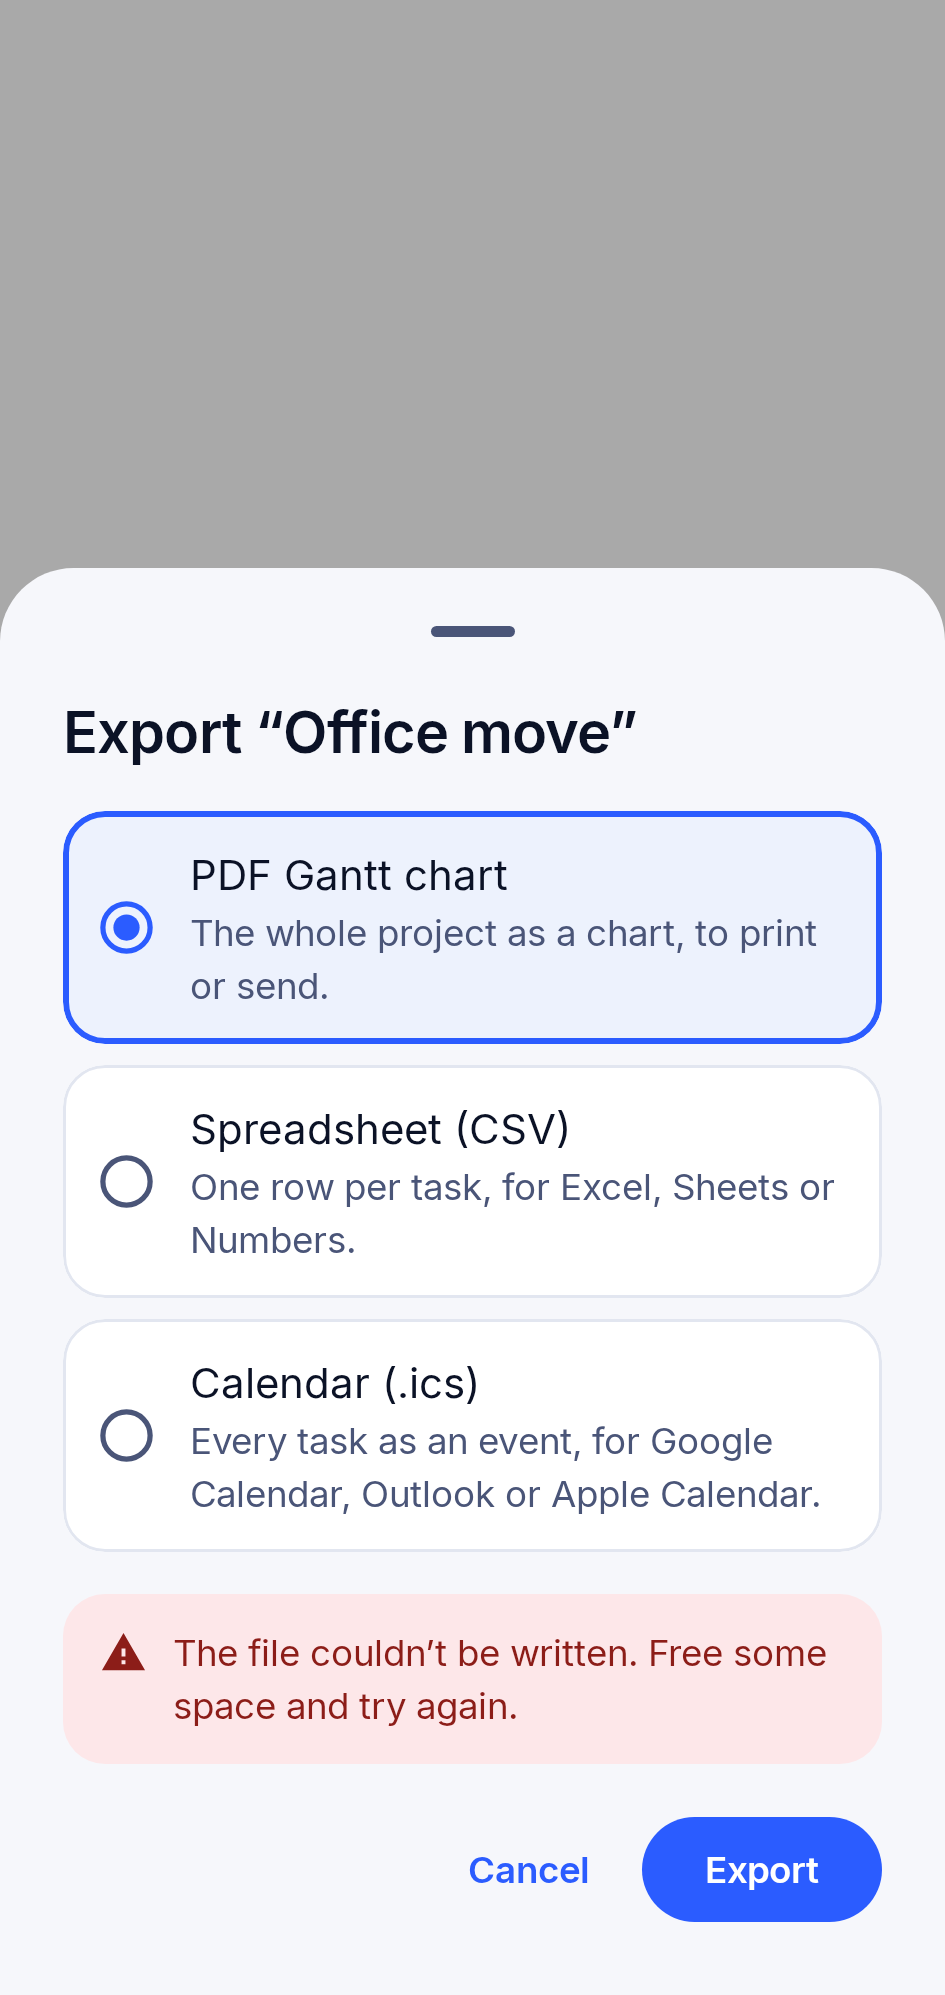 Export “Office move”
PDF Gantt chart
The whole project as a chart, to print
or send.
Spreadsheet (CSV)
One row per task, for Excel, Sheets or
Numbers.
Calendar (.ics)
Every task as an event, for Google
Calendar, Outlook or Apple Calendar.
The file couldn’t be written. Free some
space and try again.
Cancel
Export